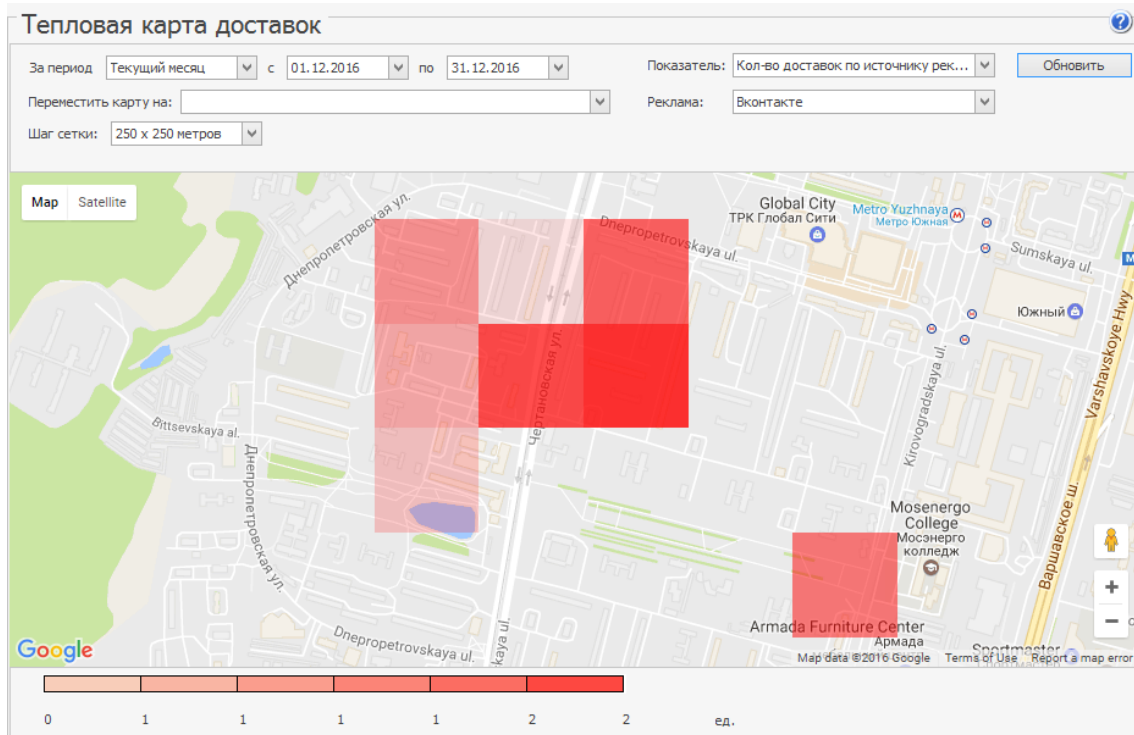 Тепловая карта доставок
За период Текущий месяц с 01.12.2016 по 31.12.2016 Показатель: Кол-во доставок по источнику рек... Обновить
Переместить карту на: Реклама: Вконтакте
Шаг сетки: 250 x 250 метров
Map Satellite
Днепропетровская ул.
Dnepropetrovskaya ul.
Global City
ТРК Глобал Сити
Metro Yuzhnaya
Метро Южная
Sumskaya ul.
Южный
Varshavskoye Hwy
Чертановская ул.
Kirovogradskaya ul.
Bittsevskaya al.
Днепропетровская ул.
Mosenergo
College
Мосэнерго
колледж
Варшавское ш.
Armada Furniture Center
Армада
Dnepropetrovskaya ul.
kaya ul.
Sportmaster
Google
Map data ©2016 Google Terms of Use Report a map error
0 1 1 1 1 2 2 ед.